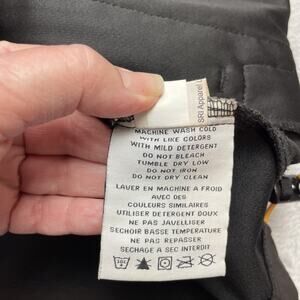 SRI Apparel
MACHINE WASH COLD
WITH LIKE COLORS
WITH MILD DETERGENT
DO NOT BLEACH
TUMBLE DRY LOW
DO NOT IRON
DO NOT DRY CLEAN
LAVER EN MACHINE A FROID
AVEC DES
COULEURS SIMILAIRES
UTILISER DETERGENT DOUX
NE PAS JAVELLISER
SECHOIR BASSE TEMPERATURE
NE PAS REPASSER
SECHAGE A SEC INTERDIT